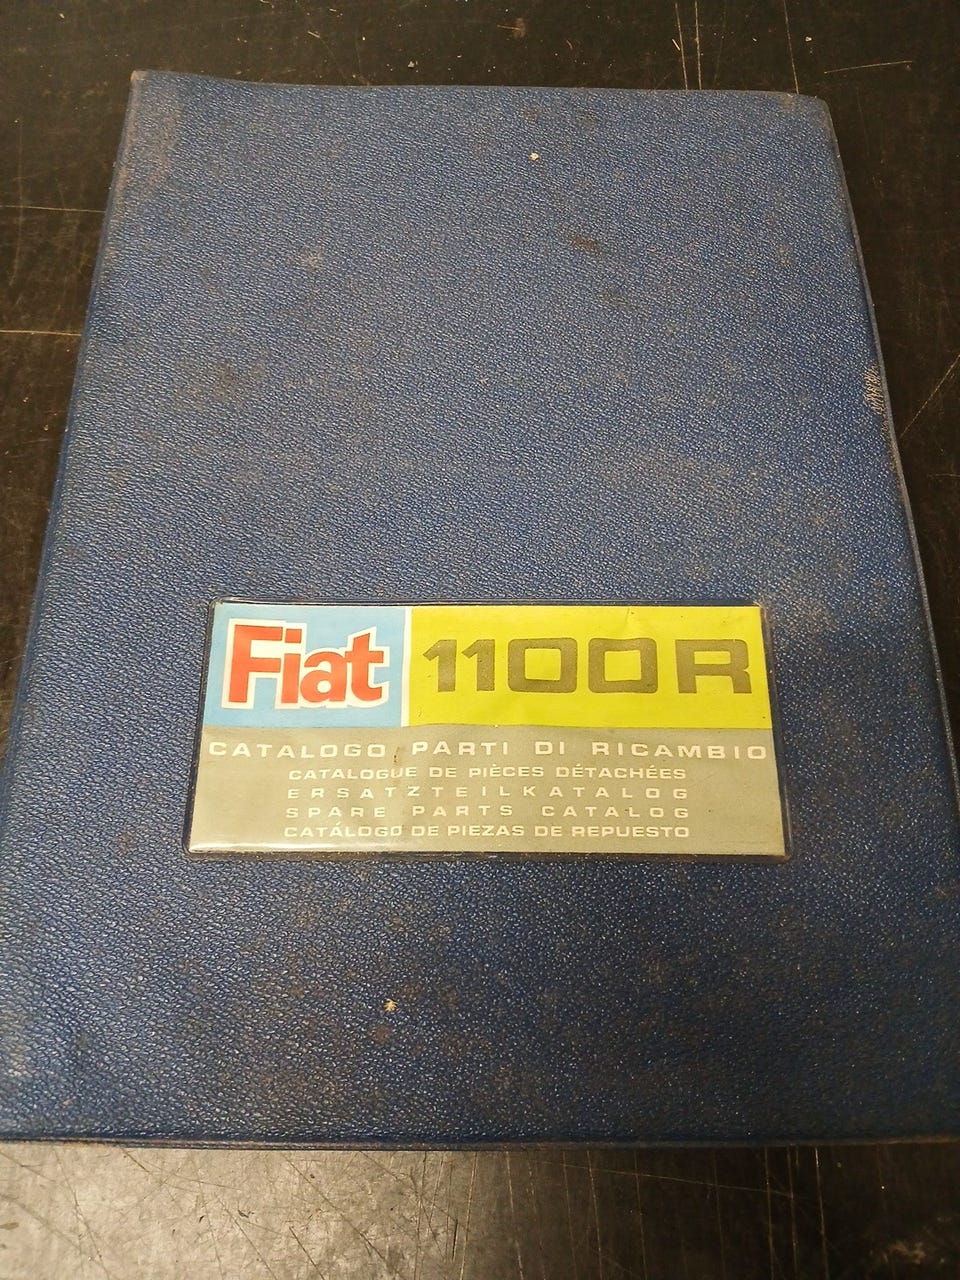 Fiat 1100R
CATALOGO PARTI DI RICAMBIO
CATALOGUE DE PIÈCES DÉTACHÉES
ERSATZTEILKATALOG
SPARE PARTS CATALOG
CATÁLOGO DE PIEZAS DE REPUESTO